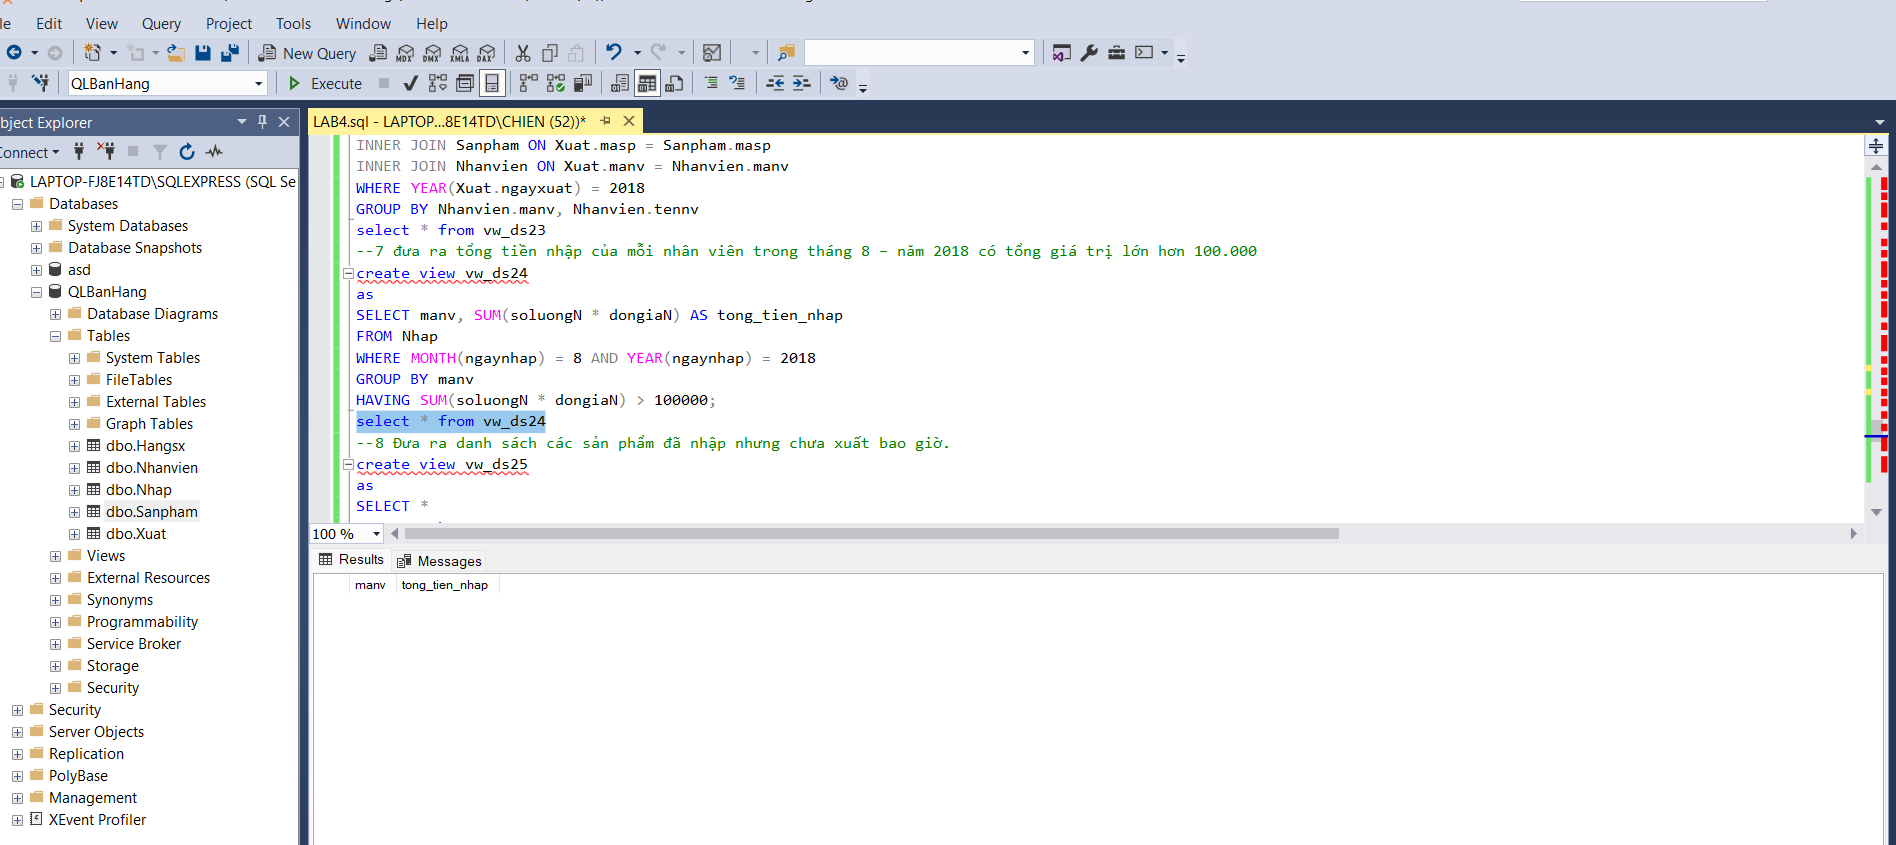 le Edit View Query Project Tools Window Help
New Query MDX DMX XMLA DAX
QLBanHang Execute
bject Explorer
onnect
LAPTOP-FJ8E14TD\SQLEXPRESS (SQL Se
Databases
System Databases
Database Snapshots
asd
QLBanHang
Database Diagrams
Tables
System Tables
FileTables
External Tables
Graph Tables
dbo.Hangsx
dbo.Nhanvien
dbo.Nhap
dbo.Sanpham
dbo.Xuat
Views
External Resources
Synonyms
Programmability
Service Broker
Storage
Security
Security
Server Objects
Replication
PolyBase
Management
XEvent Profiler
LAB4.sql - LAPTOP...8E14TD\CHIEN (52))*
INNER JOIN Sanpham ON Xuat.masp = Sanpham.masp
INNER JOIN Nhanvien ON Xuat.manv = Nhanvien.manv
WHERE YEAR(Xuat.ngayxuat) = 2018
GROUP BY Nhanvien.manv, Nhanvien.tennv
select * from vw_ds23
--7 đưa ra tổng tiền nhập của mỗi nhân viên trong tháng 8 – năm 2018 có tổng giá trị lớn hơn 100.000
create view vw_ds24
as
SELECT manv, SUM(soluongN * dongiaN) AS tong_tien_nhap
FROM Nhap
WHERE MONTH(ngaynhap) = 8 AND YEAR(ngaynhap) = 2018
GROUP BY manv
HAVING SUM(soluongN * dongiaN) > 100000;
select * from vw_ds24
--8 Đưa ra danh sách các sản phẩm đã nhập nhưng chưa xuất bao giờ.
create view vw_ds25
as
SELECT *
100 %
Results Messages
manv tong_tien_nhap